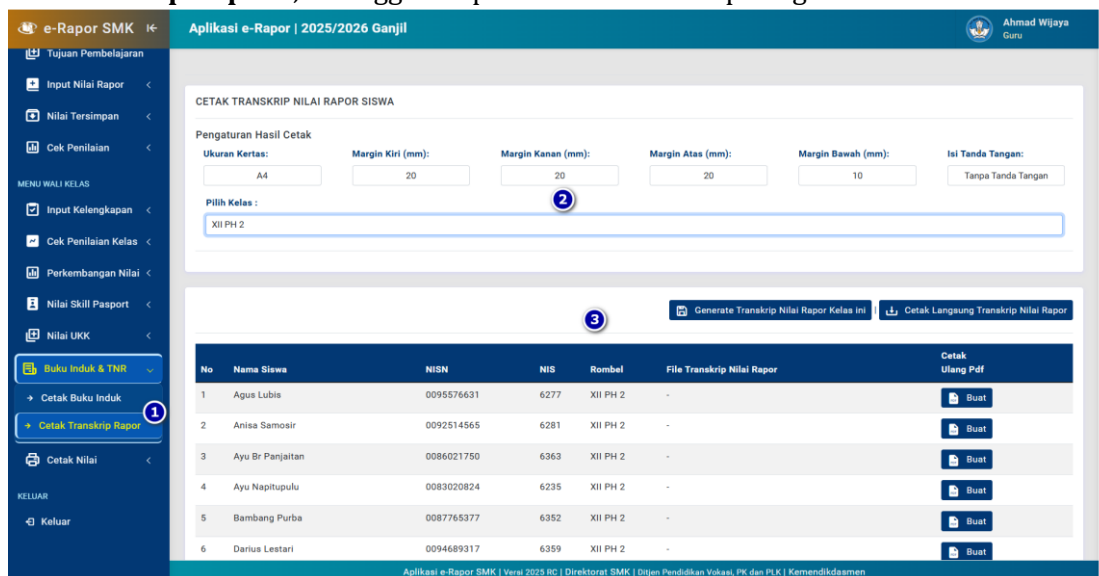 e-Rapor SMK
Aplikasi e-Rapor | 2025/2026 Ganjil
Ahmad Wijaya
Guru
Tujuan Pembelajaran
Input Nilai Rapor
Nilai Tersimpan
Cek Penilaian
MENU WALI KELAS
Input Kelengkapan
Cek Penilaian Kelas
Perkembangan Nilai
Nilai Skill Pasport
Nilai UKK
Buku Induk & TNR
Cetak Buku Induk
1
Cetak Transkrip Rapor
Cetak Nilai
KELUAR
Keluar
CETAK TRANSKRIP NILAI RAPOR SISWA
Pengaturan Hasil Cetak
Ukuran Kertas: Margin Kiri (mm): Margin Kanan (mm): Margin Atas (mm): Margin Bawah (mm): Isi Tanda Tangan:
A4 20 20 20 10 Tanpa Tanda Tangan
Pilih Kelas :
2
XII PH 2
Generate Transkrip Nilai Rapor Kelas ini | Cetak Langsung Transkrip Nilai Rapor
3
No Nama Siswa NISN NIS Rombel File Transkrip Nilai Rapor Cetak Ulang Pdf
1 Agus Lubis 0095576631 6277 XII PH 2 - Buat
2 Anisa Samosir 0092514565 6281 XII PH 2 - Buat
3 Ayu Br Panjaitan 0086021750 6363 XII PH 2 - Buat
4 Ayu Napitupulu 0083020824 6235 XII PH 2 - Buat
5 Bambang Purba 0087765377 6352 XII PH 2 - Buat
6 Darius Lestari 0094689317 6359 XII PH 2 - Buat
Aplikasi e-Rapor SMK | Versi 2025 RC | Direktorat SMK | Ditjen Pendidikan Vokasi, PK dan PLK | Kemendikdasmen